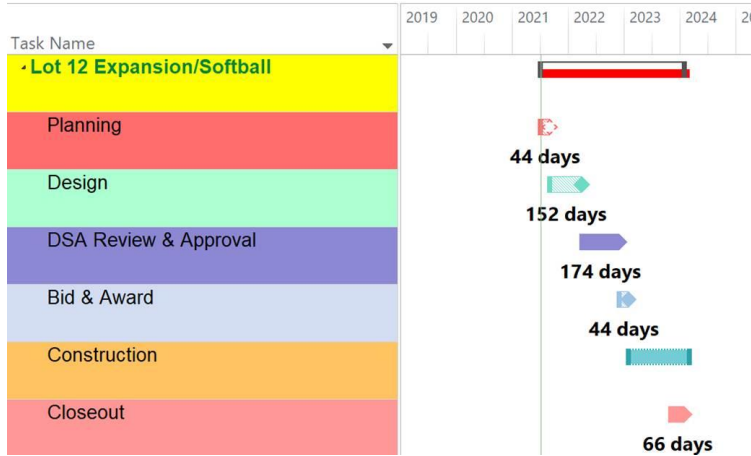 2019 2020 2021 2022 2023 2024
Task Name
Lot 12 Expansion/Softball
Planning
44 days
Design
152 days
DSA Review & Approval
174 days
Bid & Award
44 days
Construction
Closeout
66 days